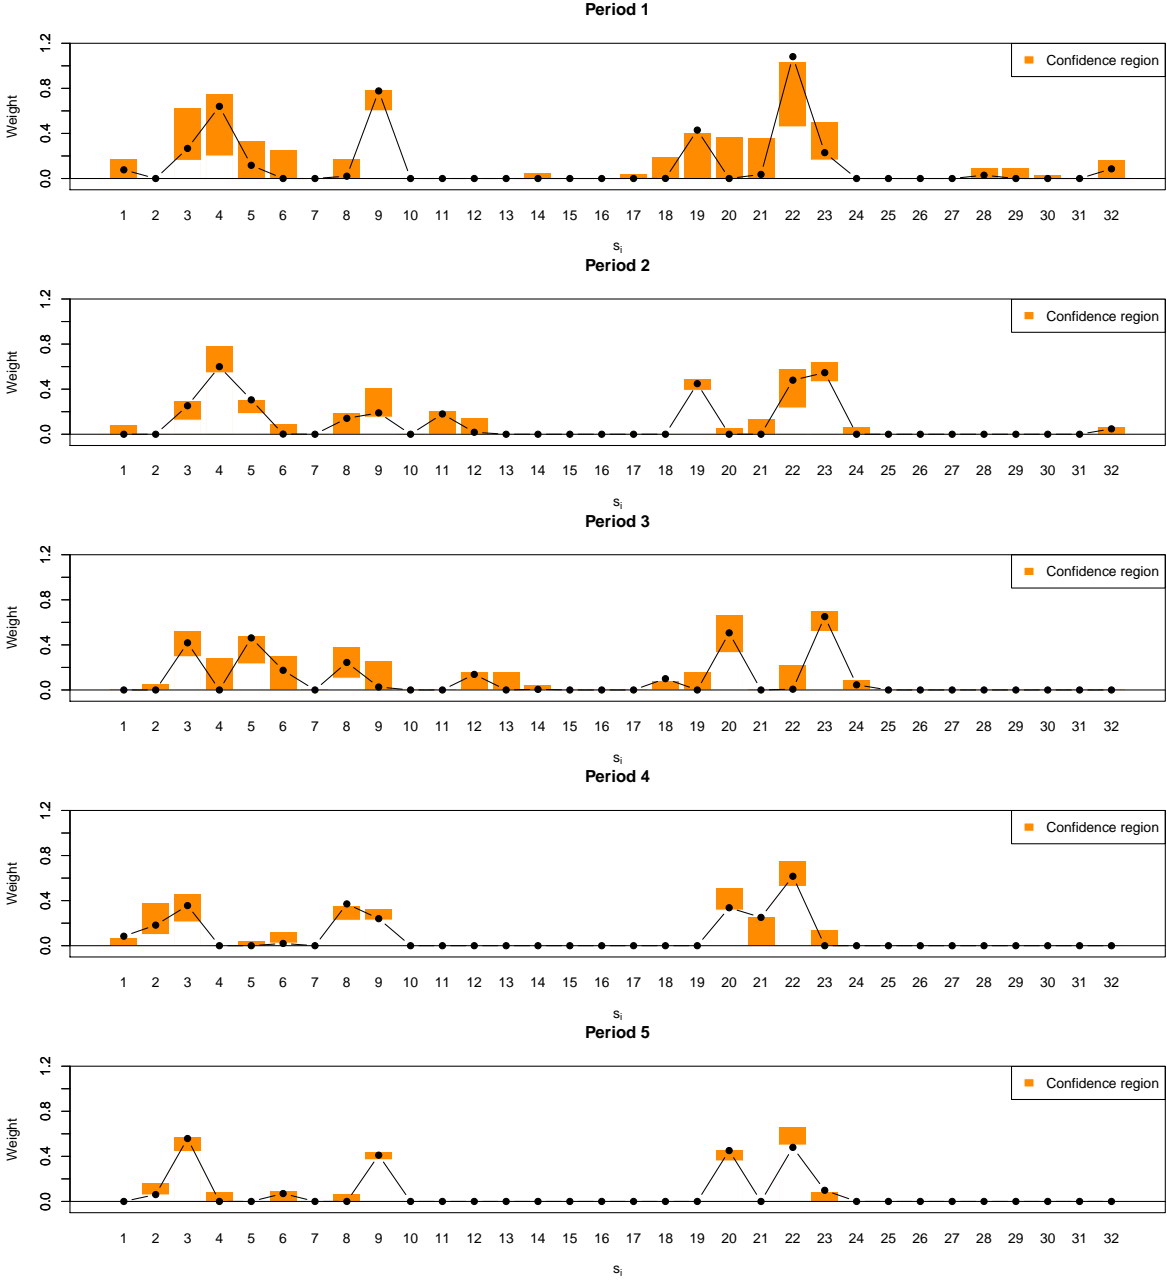 Period 1
Weight
0.0 0.4 0.8 1.2
Confidence region
1 2 3 4 5 6 7 8 9 10 11 12 13 14 15 16 17 18 19 20 21 22 23 24 25 26 27 28 29 30 31 32
s_i
Period 2
Weight
0.0 0.4 0.8 1.2
Confidence region
1 2 3 4 5 6 7 8 9 10 11 12 13 14 15 16 17 18 19 20 21 22 23 24 25 26 27 28 29 30 31 32
s_i
Period 3
Weight
0.0 0.4 0.8 1.2
Confidence region
1 2 3 4 5 6 7 8 9 10 11 12 13 14 15 16 17 18 19 20 21 22 23 24 25 26 27 28 29 30 31 32
s_i
Period 4
Weight
0.0 0.4 0.8 1.2
Confidence region
1 2 3 4 5 6 7 8 9 10 11 12 13 14 15 16 17 18 19 20 21 22 23 24 25 26 27 28 29 30 31 32
s_i
Period 5
Weight
0.0 0.4 0.8 1.2
Confidence region
1 2 3 4 5 6 7 8 9 10 11 12 13 14 15 16 17 18 19 20 21 22 23 24 25 26 27 28 29 30 31 32
s_i